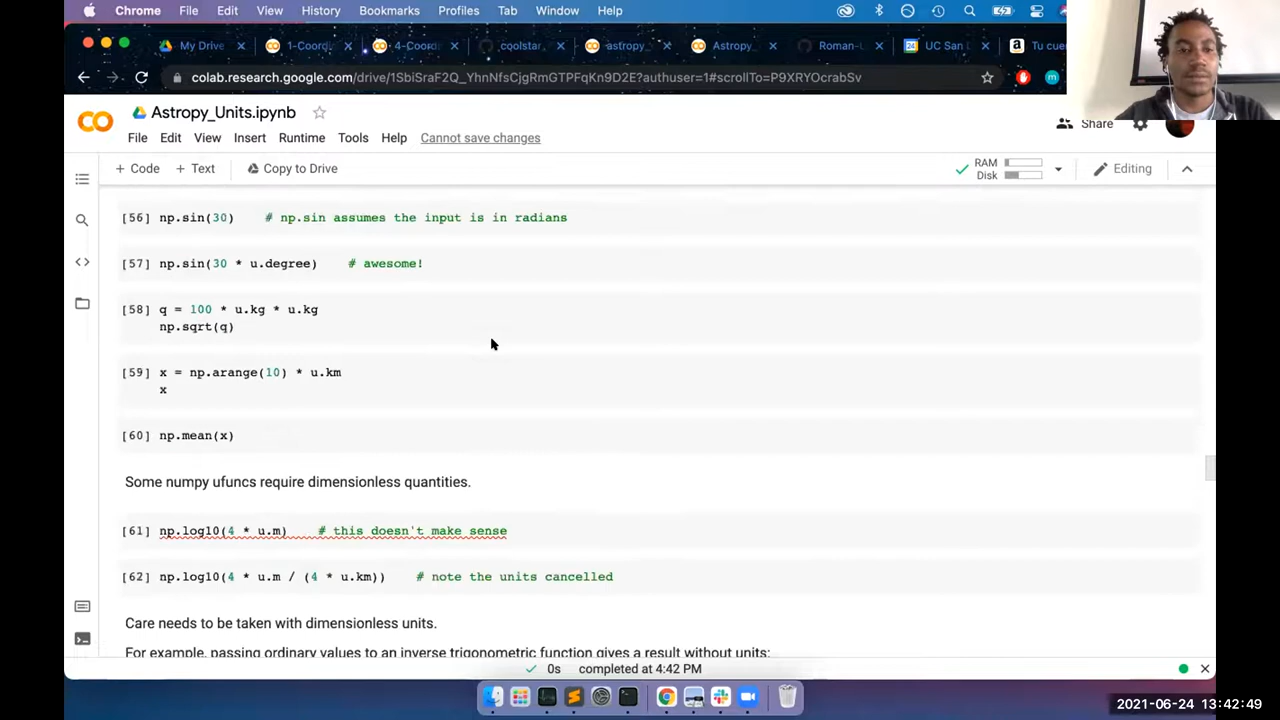 Chrome File Edit View History Bookmarks Profiles Tab Window Help
My Drive 1-Coordi 4-Coord coolstar astropy_ Astropy_ Roman- UC San Tu cue
colab.research.google.com/drive/1SbiSraF2Q_YhnNfsCjgRmGTPFqKn9D2E?authuser=1#scrollTo=P9XRYOcrabSv
Astropy_Units.ipynb
File Edit View Insert Runtime Tools Help Cannot save changes
Share
+ Code + Text Copy to Drive
RAM
Disk
Editing
[56] np.sin(30) # np.sin assumes the input is in radians
[57] np.sin(30 * u.degree) # awesome!
[58] q = 100 * u.kg * u.kg
np.sqrt(q)
[59] x = np.arange(10) * u.km
x
[60] np.mean(x)
Some numpy ufuncs require dimensionless quantities.
[61] np.log10(4 * u.m) # this doesn't make sense
[62] np.log10(4 * u.m / (4 * u.km)) # note the units cancelled
Care needs to be taken with dimensionless units.
For example, passing ordinary values to an inverse trigonometric function gives a result without units:
0s completed at 4:42 PM
2021-06-24 13:42:49